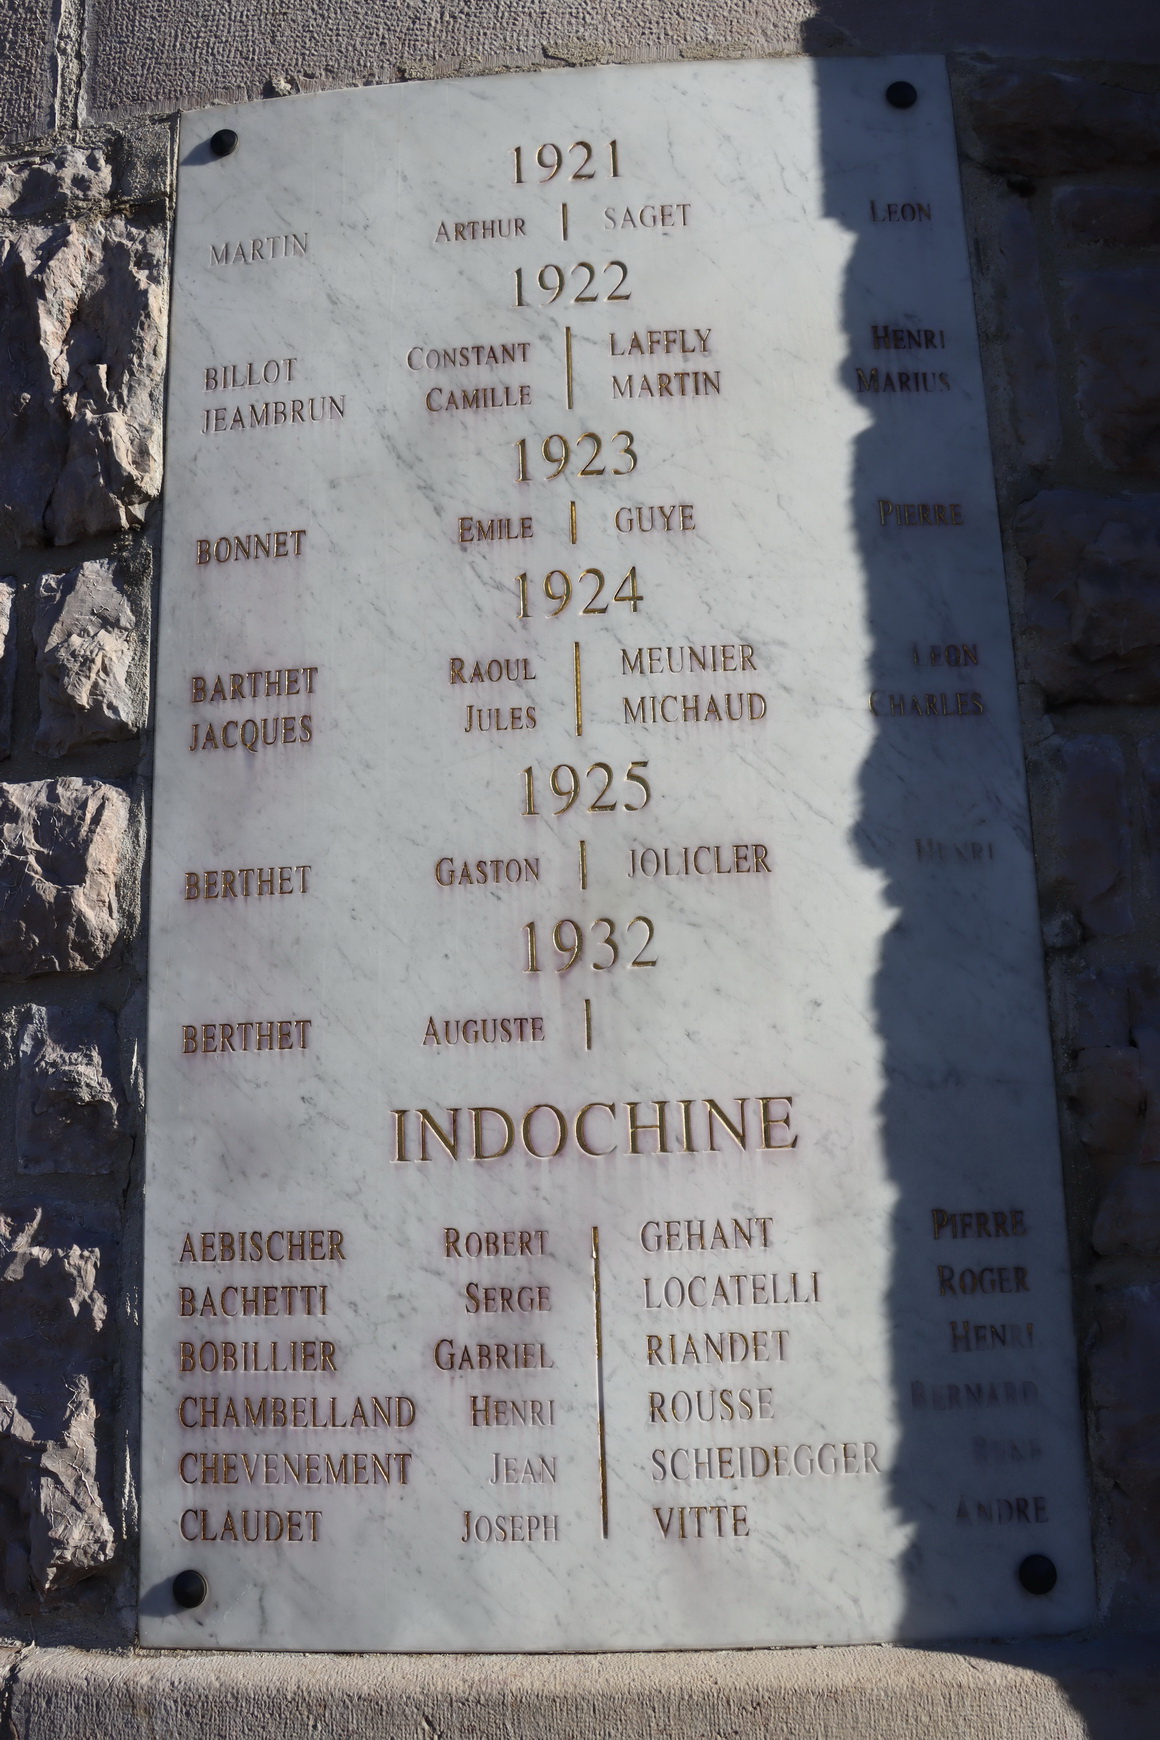 1921
MARTIN ARTHUR SAGET LEON
1922
BILLOT CONSTANT LAFFLY HENRI
JEAMBRUN CAMILLE MARTIN MARIUS
1923
BONNET EMILE GUYE PIERRE
1924
BARTHET RAOUL MEUNIER LEON
JACQUES JULES MICHAUD CHARLES
1925
BERTHET GASTON JOLICLER HENRI
1932
BERTHET AUGUSTE
INDOCHINE
AEBISCHER ROBERT GEHANT PIERRE
BACHETTI SERGE LOCATELLI ROGER
BOBILLIER GABRIEL RIANDET HENRI
CHAMBELLAND HENRI ROUSSE BERNARD
CHEVENEMENT JEAN SCHEIDEGGER
CLAUDET JOSEPH VITTE ANDRE